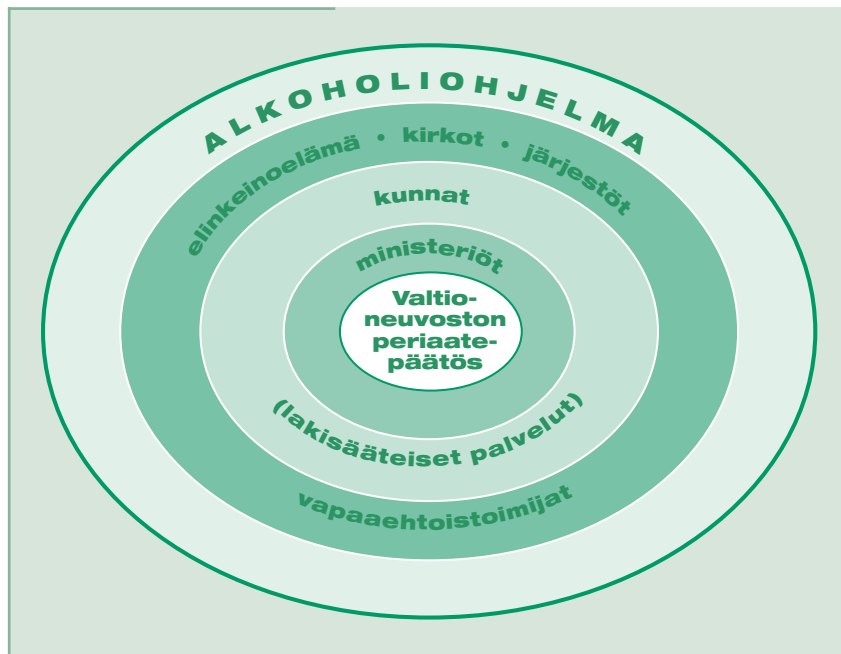 ALKOHOLIOHJELMA
elinkeinoelämä • kirkot • järjestöt
kunnat
ministeriöt
Valtio-
neuvoston
periaate-
päätös
(lakisääteiset palvelut)
vapaaehtoistoimijat